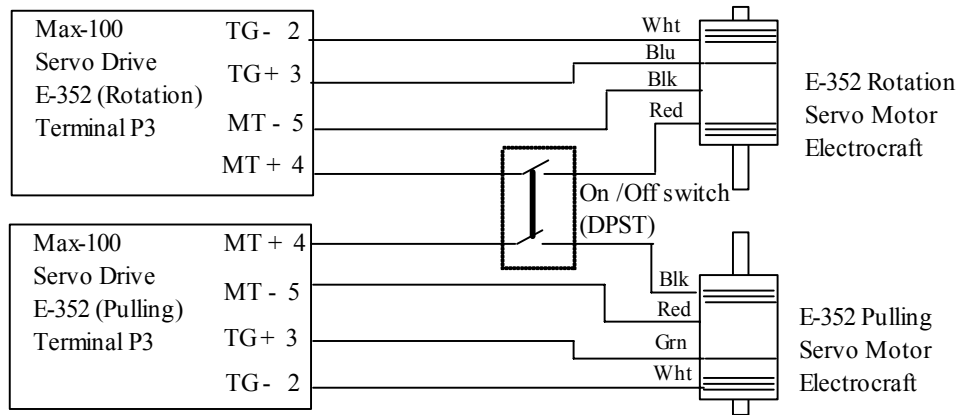 Max-100
Servo Drive
E-352 (Rotation)
Terminal P3
TG - 2
TG + 3
MT - 5
MT + 4
Wht
Blu
Blk
Red
E-352 Rotation
Servo Motor
Electrocraft
On /Off switch
(DPST)
Max-100
Servo Drive
E-352 (Pulling)
Terminal P3
MT + 4
MT - 5
TG + 3
TG - 2
Blk
Red
Grn
Wht
E-352 Pulling
Servo Motor
Electrocraft